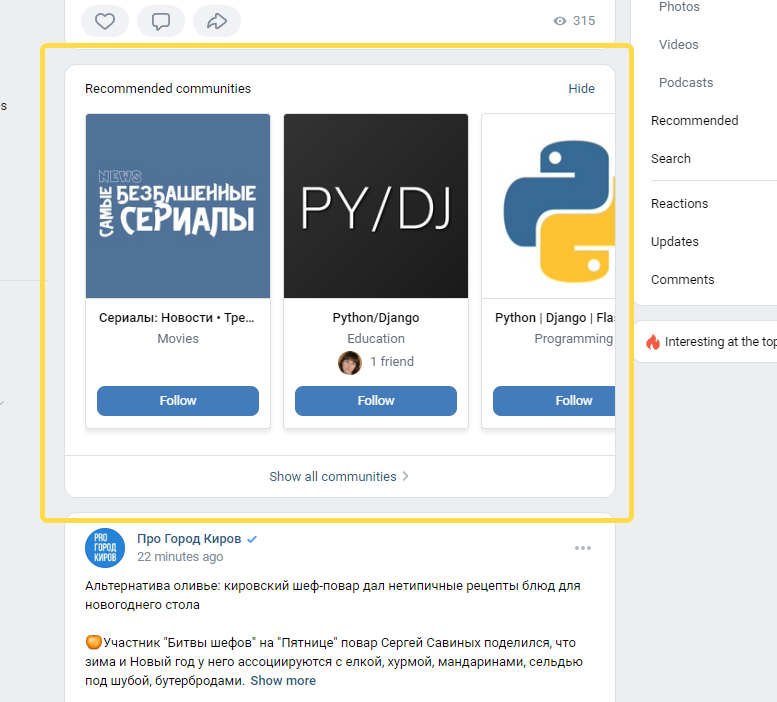 315
s
Recommended communities
Hide
NEWS
САМЫЕ
БЕЗБАШЕННЫЕ
СЕРИАЛЫ
Сериалы: Новости • Тре...
Movies
Follow
PY/DJ
Python/Django
Education
1 friend
Follow
Python | Django | Flas
Programming
Follow
Show all communities
Про Город Киров
22 minutes ago
PRO
ГОРОД
КИРОВ
Альтернатива оливье: кировский шеф-повар дал нетипичные рецепты блюд для
новогоднего стола
Участник "Битвы шефов" на "Пятнице" повар Сергей Савиных поделился, что
зима и Новый год у него ассоциируются с елкой, хурмой, мандаринами, сельдью
под шубой, бутербродами. Show more
Photos
Videos
Podcasts
Recommended
Search
Reactions
Updates
Comments
Interesting at the top